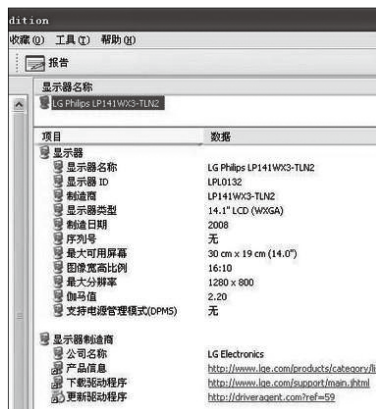 dition
收藏(O) 工具(T) 帮助(H)
报告
显示器名称
LG Philips LP141WX3-TLN2
项目 数据
显示器
显示器名称 LG Philips LP141WX3-TLN2
显示器 ID LPL0132
制造商 LP141WX3-TLN2
显示器类型 14.1" LCD (WXGA)
制造日期 2008
序列号 无
最大可用屏幕 30 cm x 19 cm (14.0")
图像宽高比例 16:10
最大分辨率 1280 x 800
伽马值 2.20
支持电源管理模式(DPMS) 无
显示器制造商
公司名称 LG Electronics
产品信息 http://www.lge.com/products/category/li
下载驱动程序 http://www.lge.com/support/main.jhtml
更新驱动程序 http://driveragent.com?ref=59